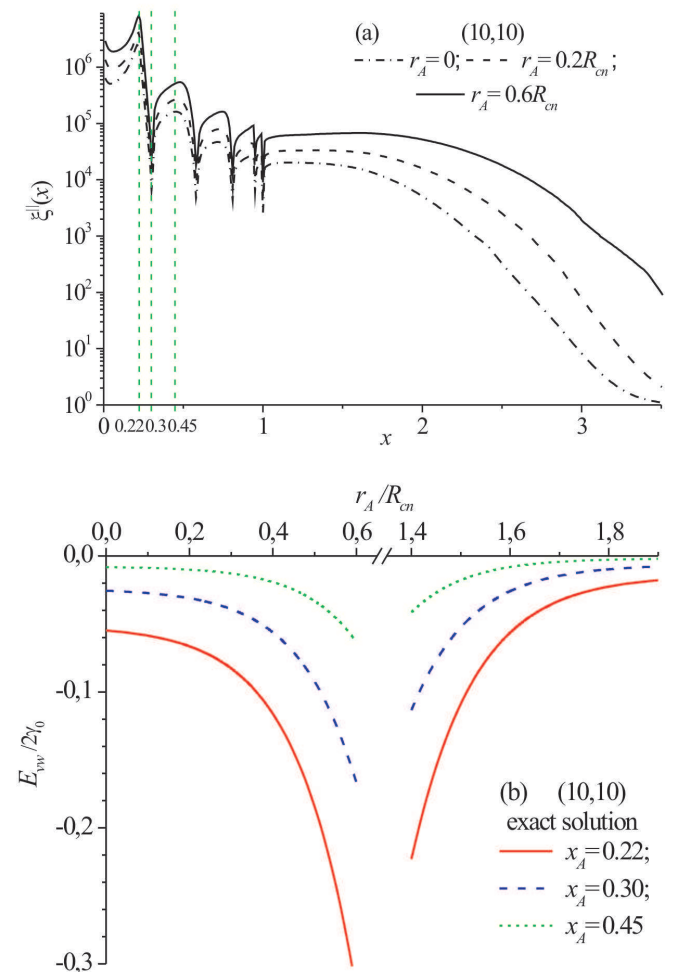 (a) (10,10)
r_A=0; r_A=0.2R_cn;
r_A=0.6R_cn
10^6
10^5
10^4
10^3
10^2
10^1
10^0
ξ^||(x)
0 0.22 0.3 0.45 1 2 3
x
r_A/R_cn
0,0 0,2 0,4 0,6 1,4 1,6 1,8
0,0
-0,1
-0,2
-0,3
E_vw/2γ_0
(b) (10,10)
exact solution
x_A=0.22;
x_A=0.30;
x_A=0.45